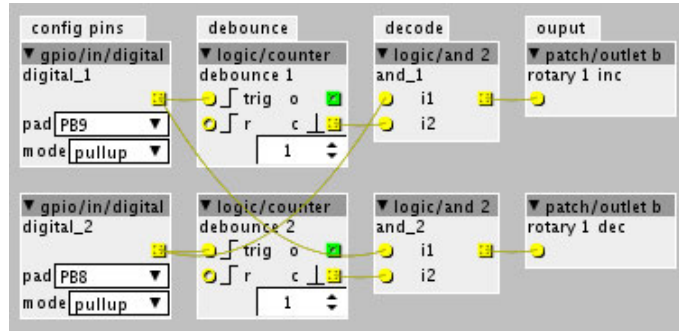 config pins debounce decode ouput
gpio/in/digital logic/counter logic/and 2 patch/outlet b
digital_1 debounce 1 and_1 rotary 1 inc
trig o i1
pad PB9 r c i2
mode pullup 1
gpio/in/digital logic/counter logic/and 2 patch/outlet b
digital_2 debounce 2 and_2 rotary 1 dec
trig o i1
pad PB8 r c i2
mode pullup 1